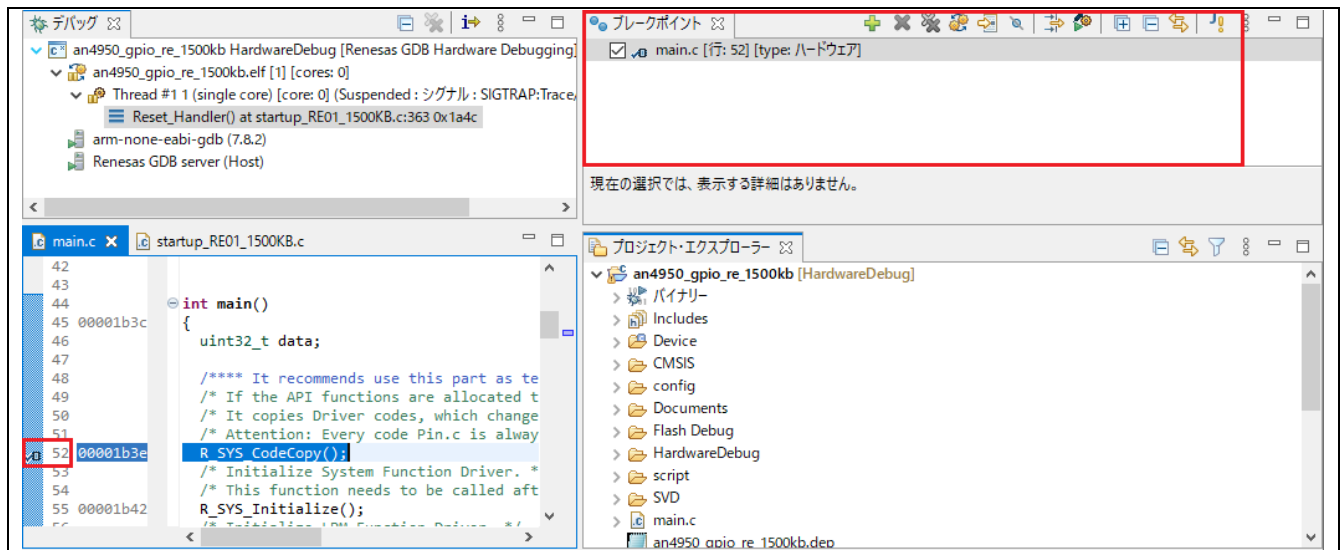 デバッグ
an4950_gpio_re_1500kb HardwareDebug [Renesas GDB Hardware Debugging]
an4950_gpio_re_1500kb.elf [1] [cores: 0]
Thread #1 1 (single core) [core: 0] (Suspended : シグナル : SIGTRAP:Trace/
Reset_Handler() at startup_RE01_1500KB.c:363 0x1a4c
arm-none-eabi-gdb (7.8.2)
Renesas GDB server (Host)
ブレークポイント
main.c [行: 52] [type: ハードウェア]
現在の選択では、表示する詳細はありません。
main.c
startup_RE01_1500KB.c
42
43
44 int main()
45 00001b3c {
46 uint32_t data;
47
48 /**** It recommends use this part as te
49 /* If the API functions are allocated t
50 /* It copies Driver codes, which change
51 /* Attention: Every code Pin.c is alway
52 00001b3e R_SYS_CodeCopy();
53 /* Initialize System Function Driver. *
54 /* This function needs to be called aft
55 00001b42 R_SYS_Initialize();
プロジェクト・エクスプローラー
an4950_gpio_re_1500kb [HardwareDebug]
バイナリー
Includes
Device
CMSIS
config
Documents
Flash Debug
HardwareDebug
script
SVD
main.c
an4950_gpio_re_1500kb.dep